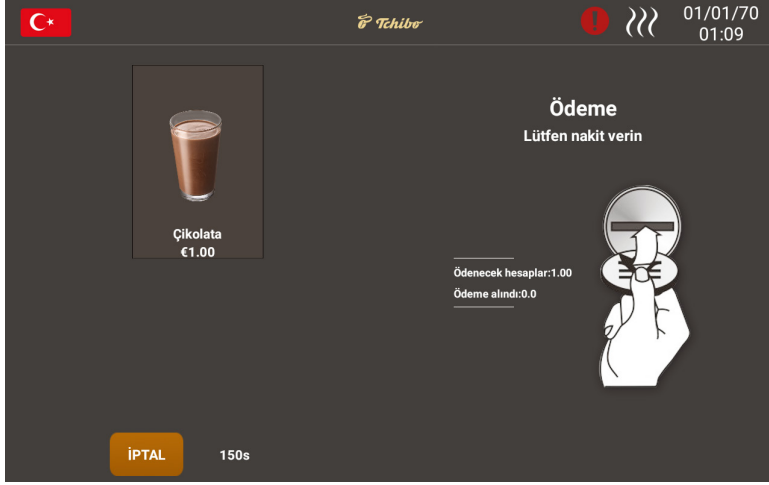 Tchibo
01/01/70
01:09
Çikolata
€1.00
Ödeme
Lütfen nakit verin
Ödenecek hesaplar:1.00
Ödeme alındı:0.0
İPTAL
150s